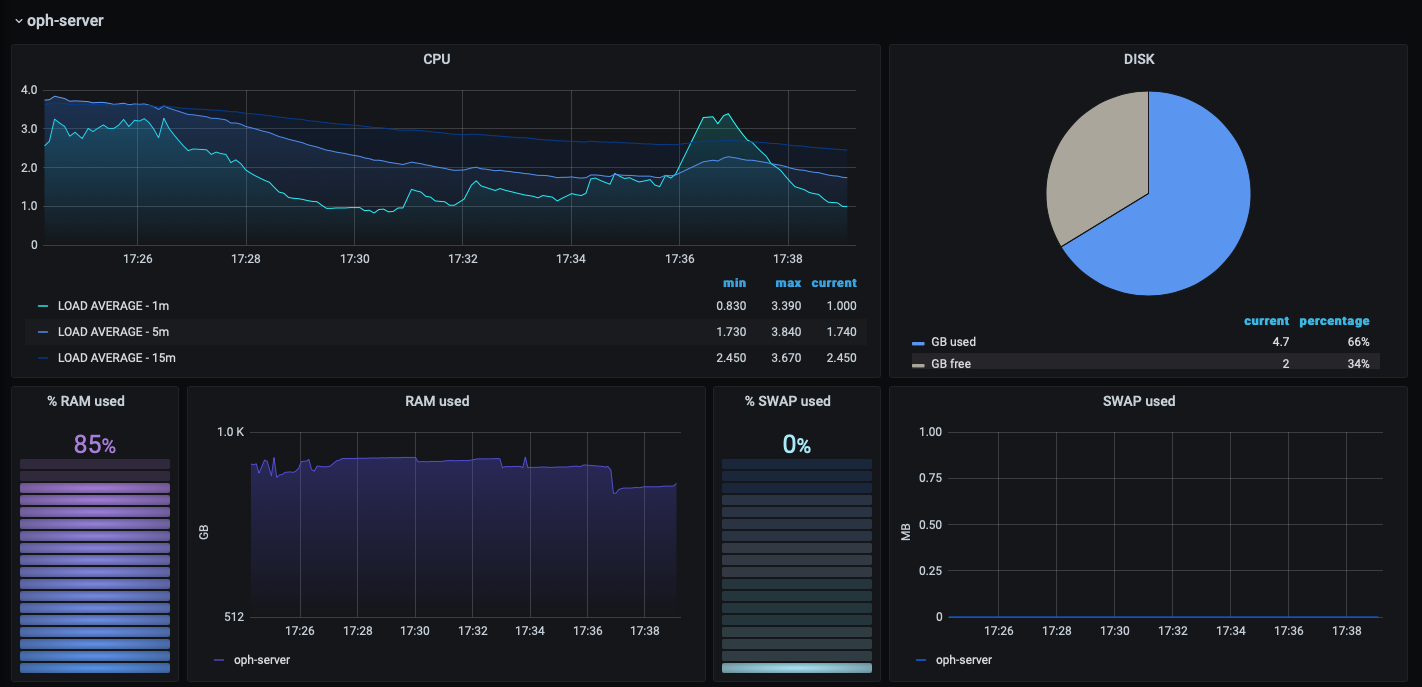 oph-server
CPU
4.0
3.0
2.0
1.0
0
17:26 17:28 17:30 17:32 17:34 17:36 17:38
min max current
LOAD AVERAGE - 1m 0.830 3.390 1.000
LOAD AVERAGE - 5m 1.730 3.840 1.740
LOAD AVERAGE - 15m 2.450 3.670 2.450
DISK
current percentage
GB used 4.7 66%
GB free 2 34%
% RAM used
85%
RAM used
1.0 K
GB
512
17:26 17:28 17:30 17:32 17:34 17:36 17:38
oph-server
% SWAP used
0%
SWAP used
1.00
0.75
0.50
MB
0.25
0
17:26 17:28 17:30 17:32 17:34 17:36 17:38
oph-server